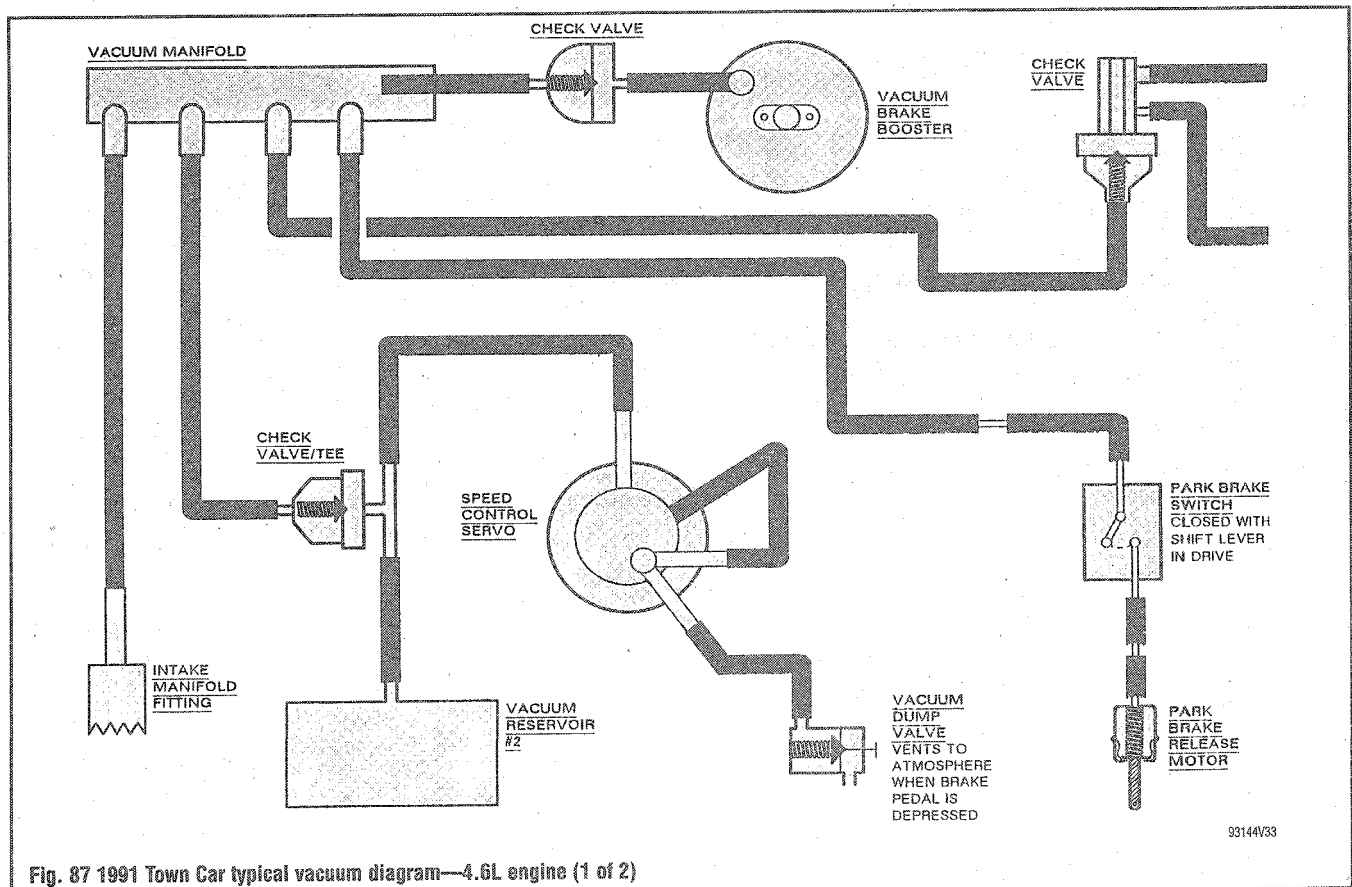 CHECK VALVE
VACUUM MANIFOLD
CHECK
VALVE
VACUUM
BRAKE
BOOSTER
CHECK
VALVE/TEE
SPEED
CONTROL
SERVO
PARK BRAKE
SWITCH
CLOSED WITH
SHIFT LEVER
IN DRIVE
INTAKE
MANIFOLD
FITTING
VACUUM
RESERVOIR
#2
VACUUM
DUMP
VALVE
VENTS TO
ATMOSPHERE
WHEN BRAKE
PEDAL IS
DEPRESSED
PARK
BRAKE
RELEASE
MOTOR
93144V33
Fig. 87 1991 Town Car typical vacuum diagram—4.6L engine (1 of 2)